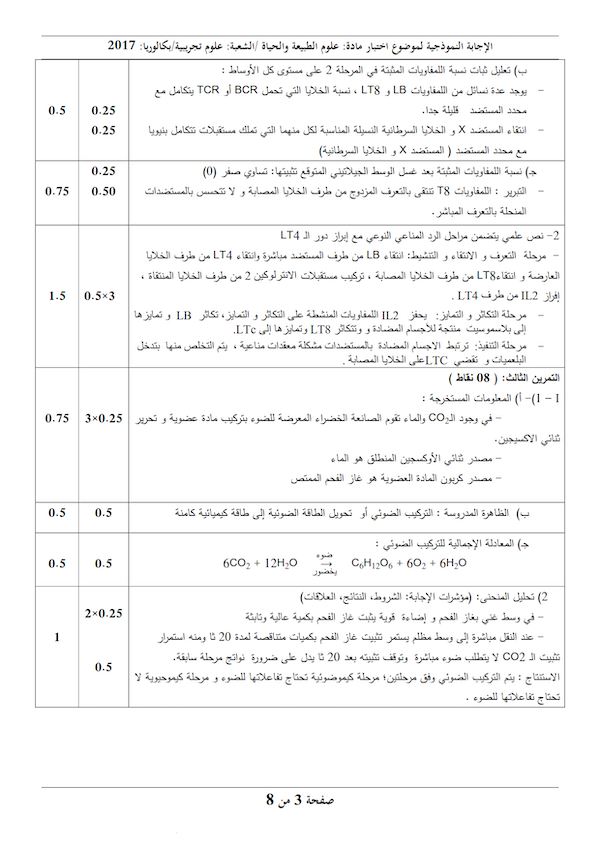 الإجابة النموذجية لموضوع اختبار مادة: علوم الطبيعة والحياة /الشعبة: علوم تجريبية/بكالوريا: 2017
ب) تعليل ثبات نسبة اللمفاويات المثبتة في المرحلة 2 على مستوى كل الأوساط :
- يوجد عدة نسائل من اللمفاويات LB و LT8 ، نسبة الخلايا التي تحمل BCR أو TCR يتكامل مع
محدد المستضد قليلة جدا.
0.25
0.5
- انتقاء المستضد X و الخلايا السرطانية النسيلة المناسبة لكل منهما التي تملك مستقبلات تتكامل بنيويا
0.25
مع محدد المستضد ( المستضد X و الخلايا السرطانية)
ج) نسبة اللمفاويات المثبتة بعد غسل الوسط الجيلاتيني المتوقع تثبيتها: تساوي صفر (0)
0.25
- التبرير : اللمفاويات T8 تنتقى بالتعرف المزدوج من طرف الخلايا المصابة و لا تتحسس بالمستضدات
0.50
0.75
المنحلة بالتعرف المباشر.
2- نص علمي يتضمن مراحل الرد المناعي النوعي مع إبراز دور الـ LT4
- مرحلة التعرف و الانتقاء و التنشيط: انتقاء LB من طرف المستضد مباشرة وانتقاء LT4 من طرف الخلايا
العارضة و انتقاء LT8 من طرف الخلايا المصابة ، تركيب مستقبلات الانترلوكين 2 من طرف الخلايا المنتقاة ،
إفراز IL2 من طرف LT4 .
0.5×3
1.5
- مرحلة التكاثر و التمايز: يحفز IL2 اللمفاويات المنشطة على التكاثر و التمايز، تكاثر LB و تمايزها
إلى بلاسموسيت منتجة للأجسام المضادة و وتتكاثر LT8 وتمايزها إلى LTc.
- مرحلة التنفيذ: ترتبط الاجسام المضادة بالمستضدات مشكلة معقدات مناعية ، يتم التخلص منها بتدخل
البلعميات و تقضي LTC على الخلايا المصابة .
التمرين الثالث: ( 08 نقاط )
I – 1)- أ) المعلومات المستخرجة :
– في وجود الـCO2 والماء تقوم الصانعة الخضراء المعرضة للضوء بتركيب مادة عضوية و تحرير
3×0.25
0.75
ثنائي الاكسيجين.
– مصدر ثنائي الأوكسجين المنطلق هو الماء
– مصدر كربون المادة العضوية هو غاز الفحم الممتص
ب) الظاهرة المدروسة : التركيب الضوئي أو تحويل الطاقة الضوئية إلى طاقة كيميائية كامنة
0.5
0.5
ج) المعادلة الإجمالية للتركيب الضوئي :
6CO2 + 12H2O ضوء → يخضور C6H12O6 + 6O2 + 6H2O
0.5
0.5
2) تحليل المنحنى: (مؤشرات الإجابة: الشروط، النتائج، العلاقات)
- في وسط غني بغاز الفحم و إضاءة قوية يثبت غاز الفحم بكمية عالية وثابتة
2×0.25
- عند النقل مباشرة إلى وسط مظلم يستمر تثبيت غاز الفحم بكميات متناقصة لمدة 20 ثا ومنه استمرار
1
تثبيت الـ CO2 لا يتطلب ضوء مباشرة وتوقف تثبيته بعد 20 ثا يدل على ضرورة نواتج مرحلة سابقة.
0.5
الاستنتاج : يتم التركيب الضوئي وفق مرحلتين؛ مرحلة كيموضوئية تحتاج تفاعلاتها للضوء و مرحلة كيموحيوية لا
تحتاج تفاعلاتها للضوء .
صفحة 3 من 8